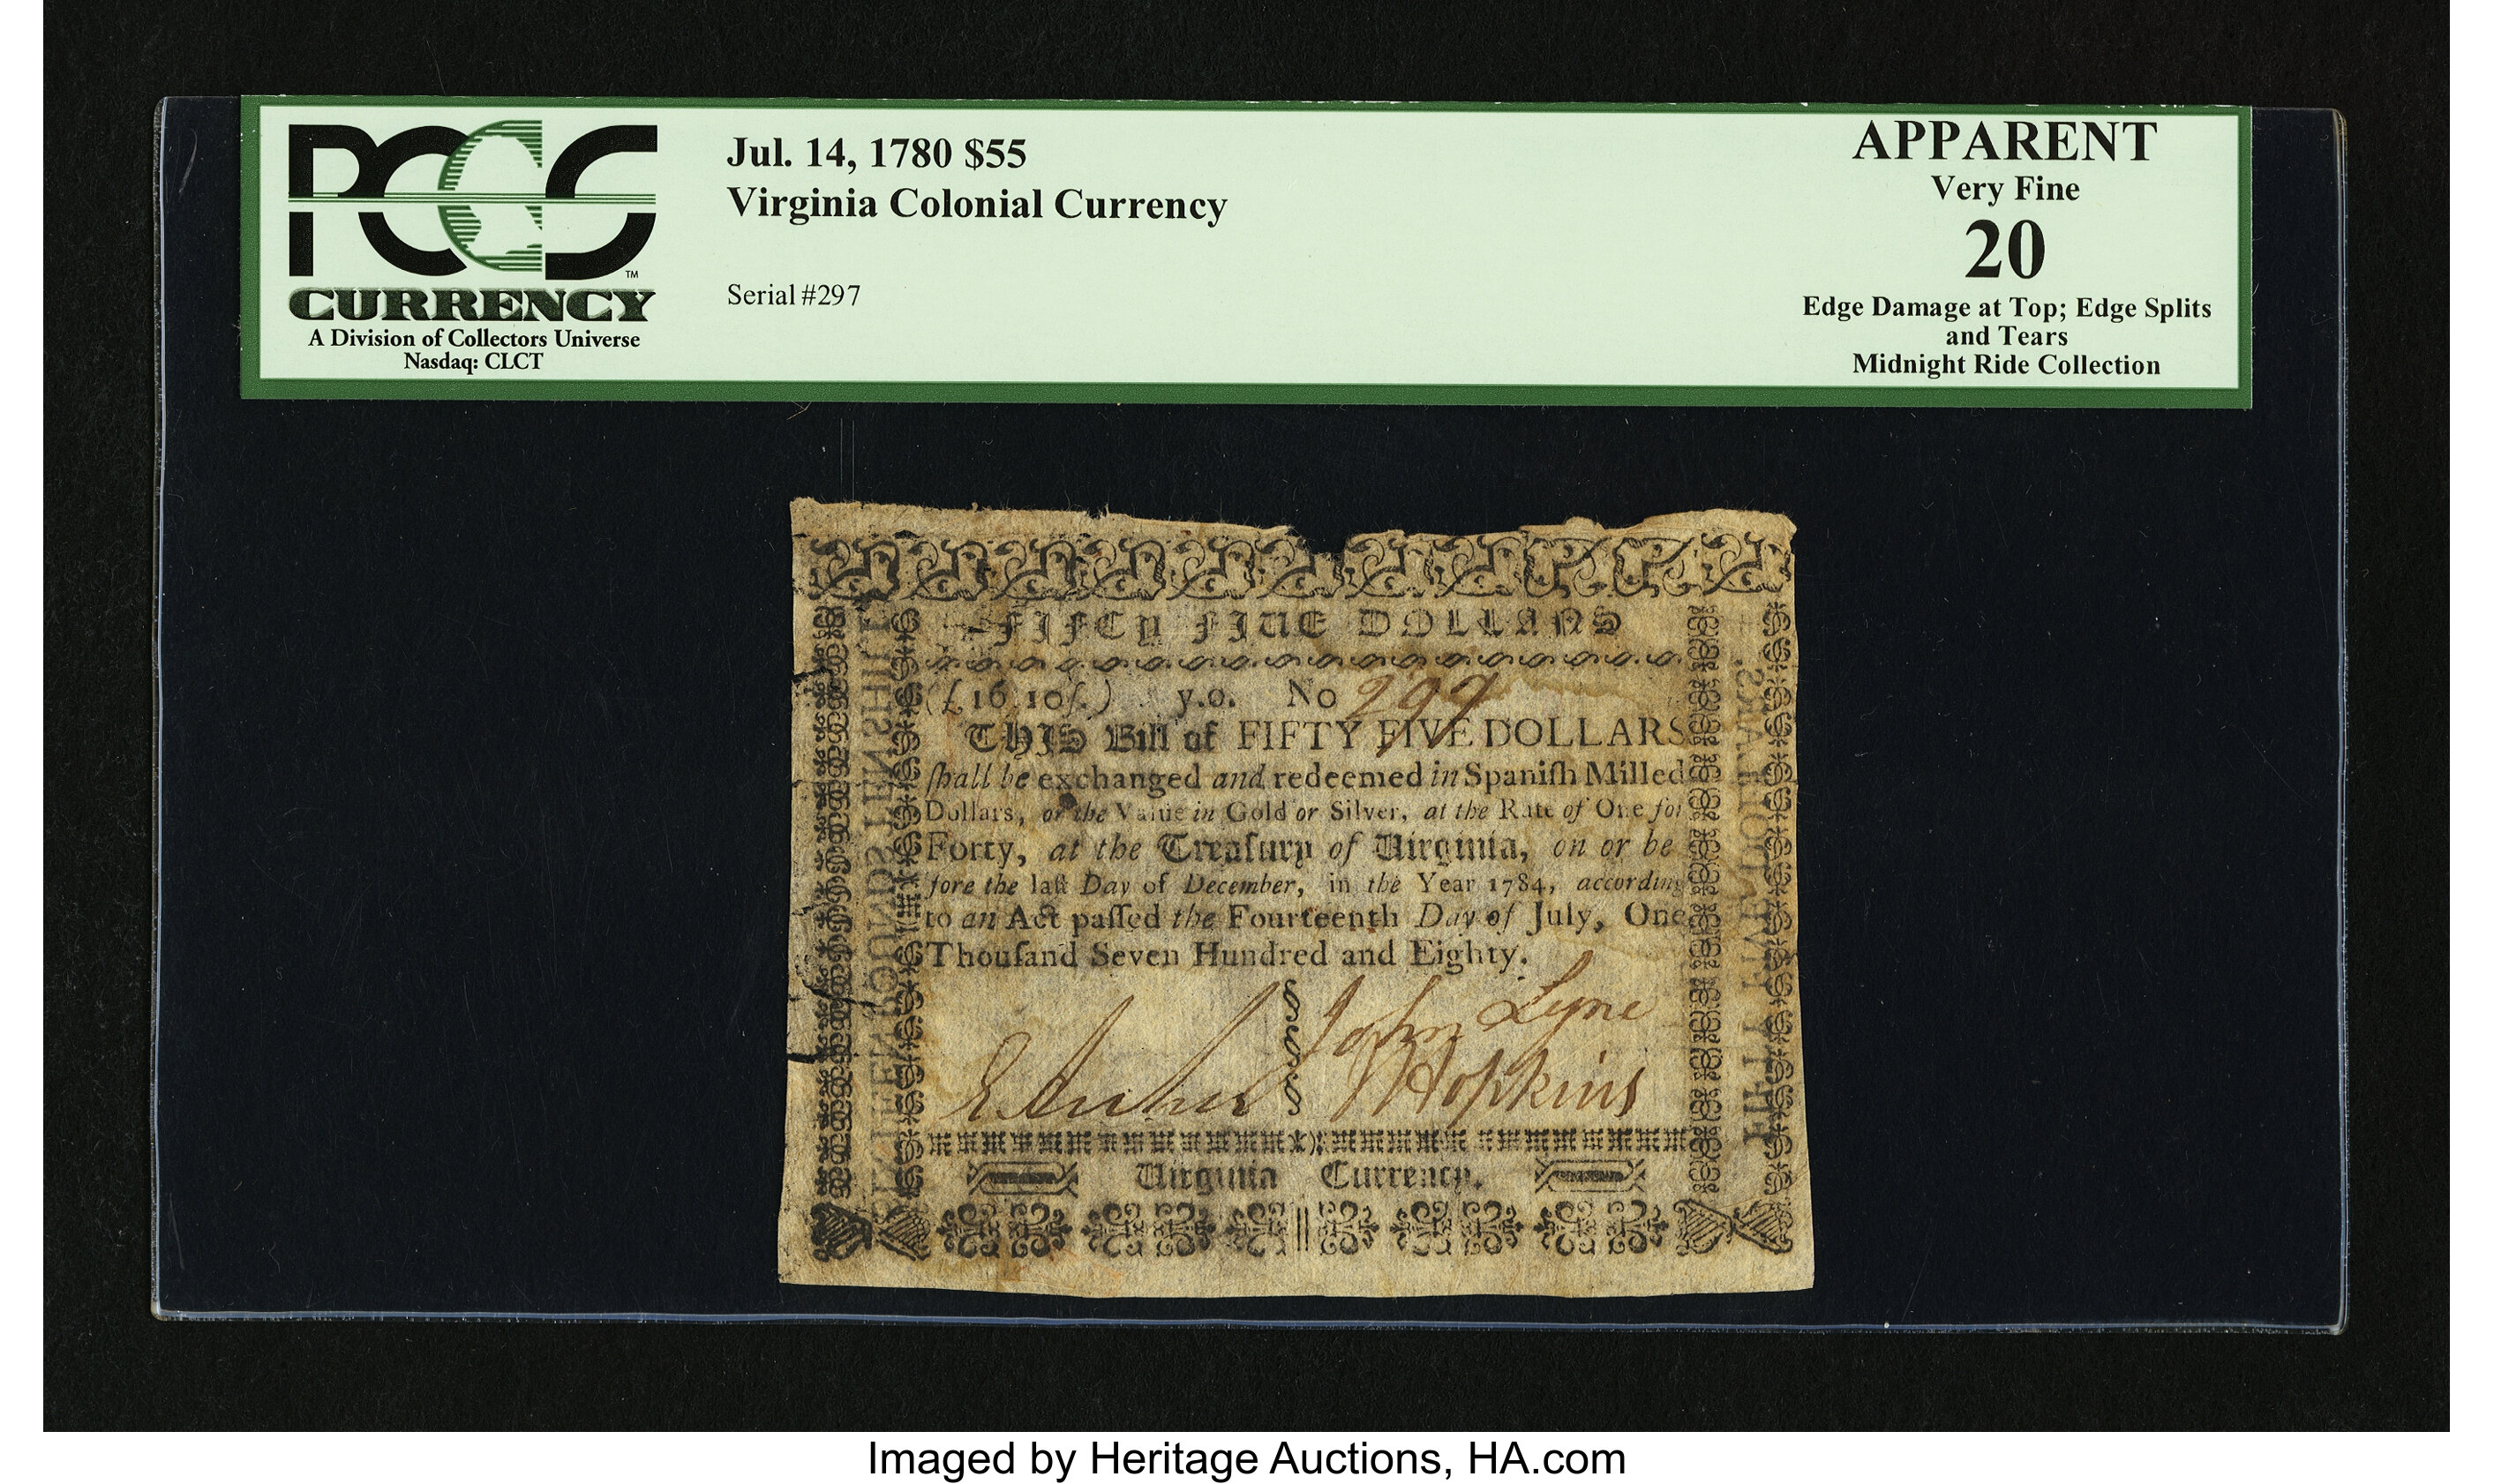 PCGS
TM
CURRENCY
A Division of Collectors Universe
Nasdaq: CLCT
Jul. 14, 1780 $55
Virginia Colonial Currency
Serial #297
APPARENT
Very Fine
20
Edge Damage at Top; Edge Splits
and Tears
Midnight Ride Collection
FIFTY FIVE DOLLARS
(£16 10/.) y.o. No 297
THIS Bill of FIFTY FIVE DOLLARS
ſhall be exchanged and redeemed in Spaniſh Milled
Dollars, or the Value in Gold or Silver, at the Rate of One for
Forty, at the Treaſury of Virginia, on or be
fore the laſt Day of December, in the Year 1784, according
to an Act paſſed the Fourteenth Day of July, One
Thouſand Seven Hundred and Eighty.
John Lyne
E Archer J Hopkins
Virginia Currency.
Imaged by Heritage Auctions, HA.com